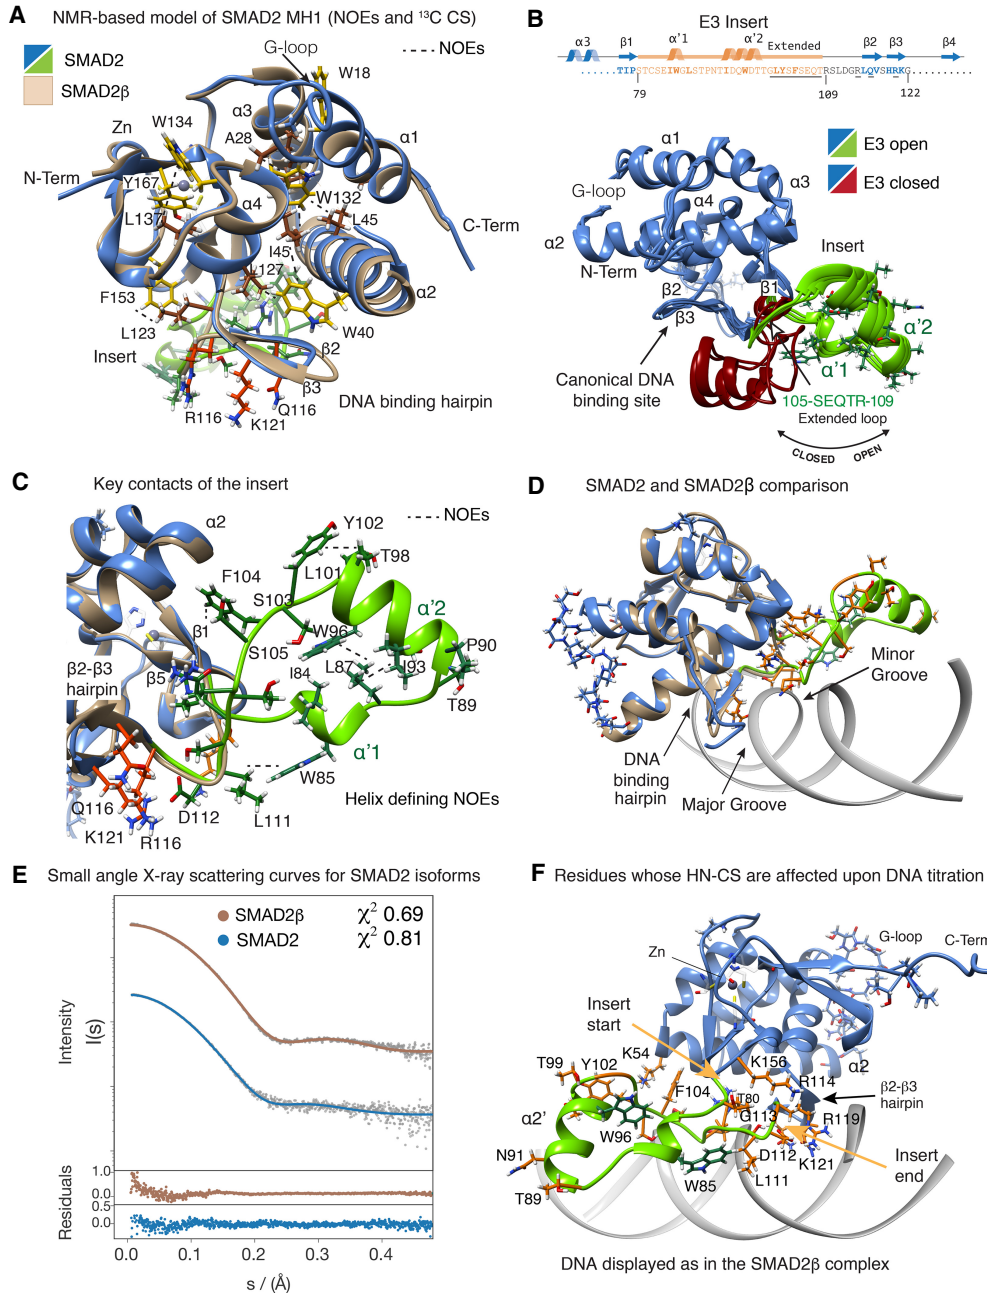 A
NMR-based model of SMAD2 MH1 (NOEs and ¹³C CS)
SMAD2
SMAD2β
G-loop
NOEs
W18
α3
A28
α1
W134
Zn
N-Term
Y167
L137
α4
W132
L45
C-Term
I45
L127
α2
F153
L123
W40
Insert
β2
β3
R116
K121
Q116
DNA binding hairpin
B
E3 Insert
α3
β1
α'1
α'2
Extended
β2
β3
β4
TIPSTCSEIWGLSTPNTIDQWDTTGLYSFSEQTRSLDGRLQVSHRKG
79
109
122
E3 open
E3 closed
α1
α3
G-loop
α4
α2
N-Term
Insert
β2
β1
β3
α'2
α'1
Canonical DNA
binding site
105-SEQTR-109
Extended loop
CLOSED
OPEN
C
Key contacts of the insert
NOEs
α2
Y102
T98
L101
F104
S103
α'2
β1
W96
S105
P90
β2-β3
hairpin
β5
L87
I93
I84
T89
α'1
W85
Helix defining NOEs
Q116
D112
L111
K121
R116
D
SMAD2 and SMAD2β comparison
Minor
Groove
DNA
binding
hairpin
Major Groove
E
Small angle X-ray scattering curves for SMAD2 isoforms
SMAD2β
χ² 0.69
SMAD2
χ² 0.81
Intensity
I(s)
Residuals
1.0
0.0
0.5
0.0
0.0
0.1
0.2
0.3
0.4
s / (Å)
F
Residues whose HN-CS are affected upon DNA titration
G-loop
C-Term
Zn
Insert
start
T99
Y102
K54
K156
α2
F104
R114
β2-β3
hairpin
T80
α2'
G113
R119
W96
N91
D112
K121
Insert
end
T89
W85
L111
DNA displayed as in the SMAD2β complex